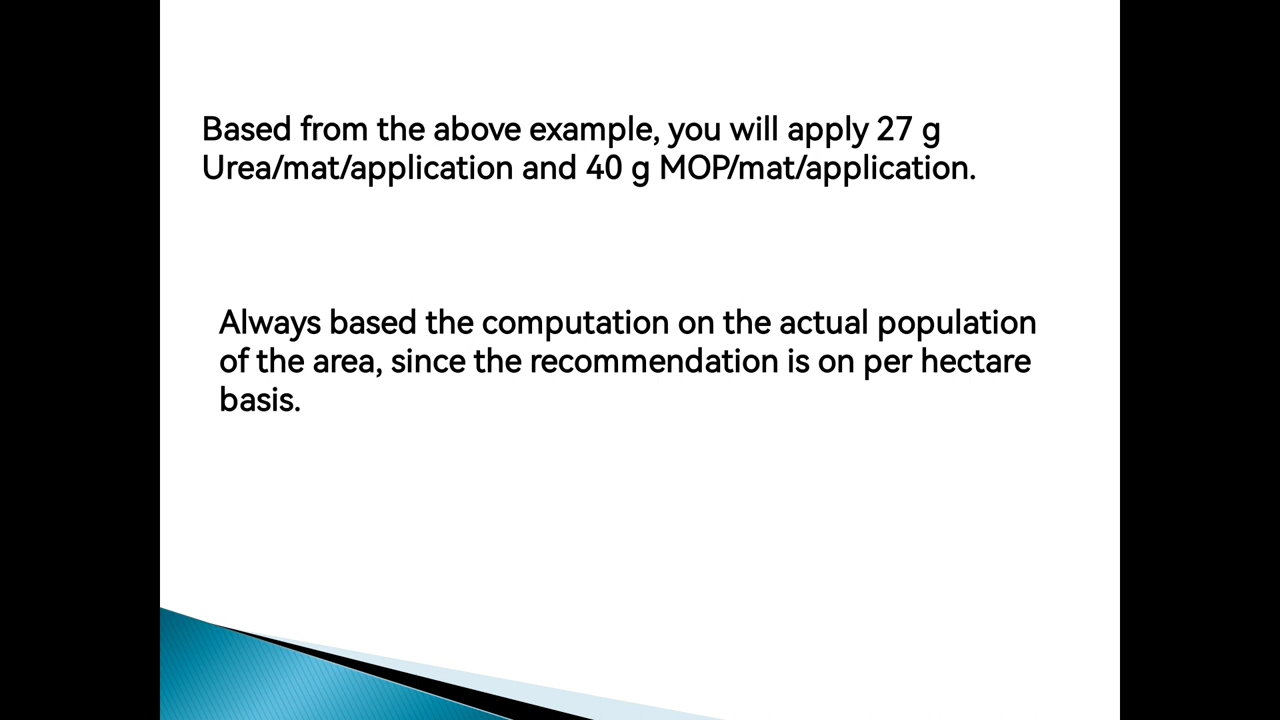 Based from the above example, you will apply 27 g
Urea/mat/application and 40 g MOP/mat/application.
Always based the computation on the actual population
of the area, since the recommendation is on per hectare
basis.